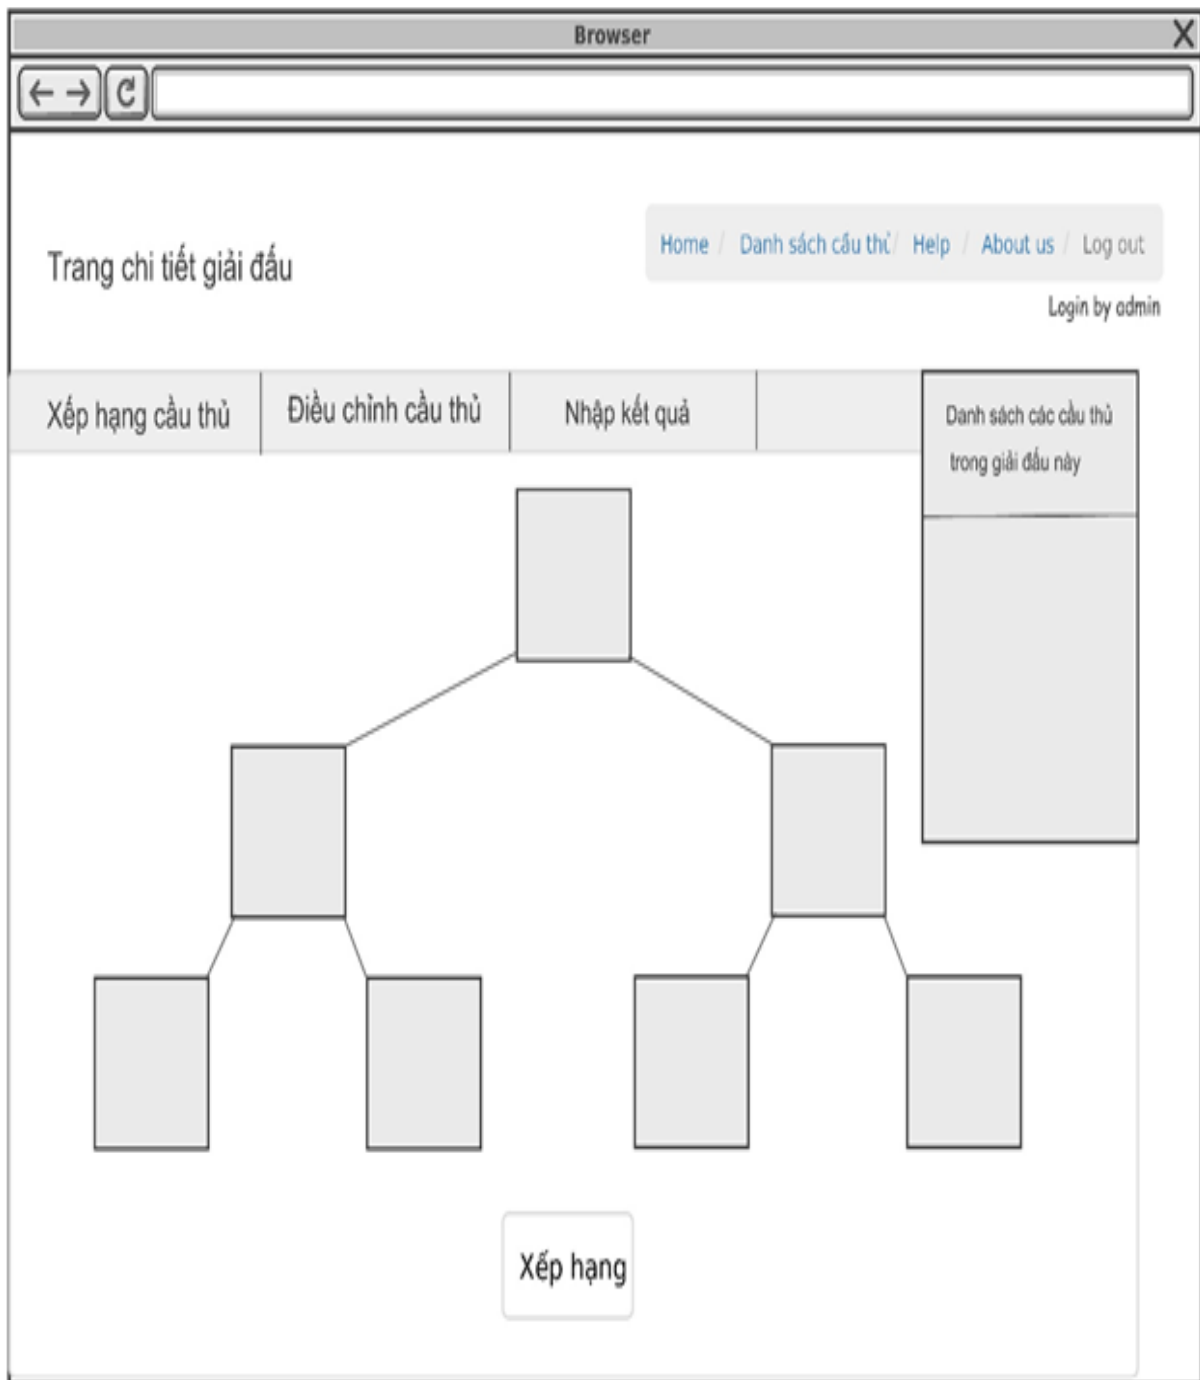 Browser
Home / Danh sách cầu thủ / Help / About us / Log out
Trang chi tiết giải đấu
Login by admin
Xếp hạng cầu thủ
Điều chỉnh cầu thủ
Nhập kết quả
Danh sách các cầu thủ
trong giải đấu này
Xếp hạng